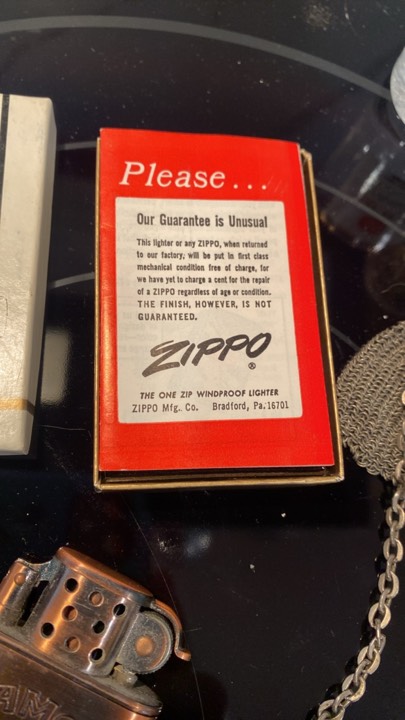 Please...
Our Guarantee is Unusual
This lighter or any ZIPPO, when returned
to our factory, will be put in first class
mechanical condition free of charge, for
we have yet to charge a cent for the repair
of a ZIPPO regardless of age or condition.
THE FINISH, HOWEVER, IS NOT
GUARANTEED.
ZIPPO®
THE ONE ZIP WINDPROOF LIGHTER
ZIPPO Mfg. Co. Bradford, Pa. 16701